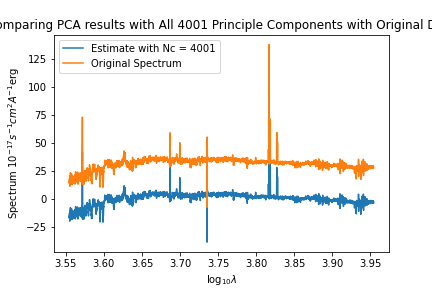 omparing PCA results with All 4001 Principle Components with Original D
Estimate with Nc = 4001
Original Spectrum
Spectrum 10⁻¹⁷s⁻¹cm²A⁻¹erg
125
100
75
50
25
0
−25
3.55 3.60 3.65 3.70 3.75 3.80 3.85 3.90 3.95
log₁₀λ